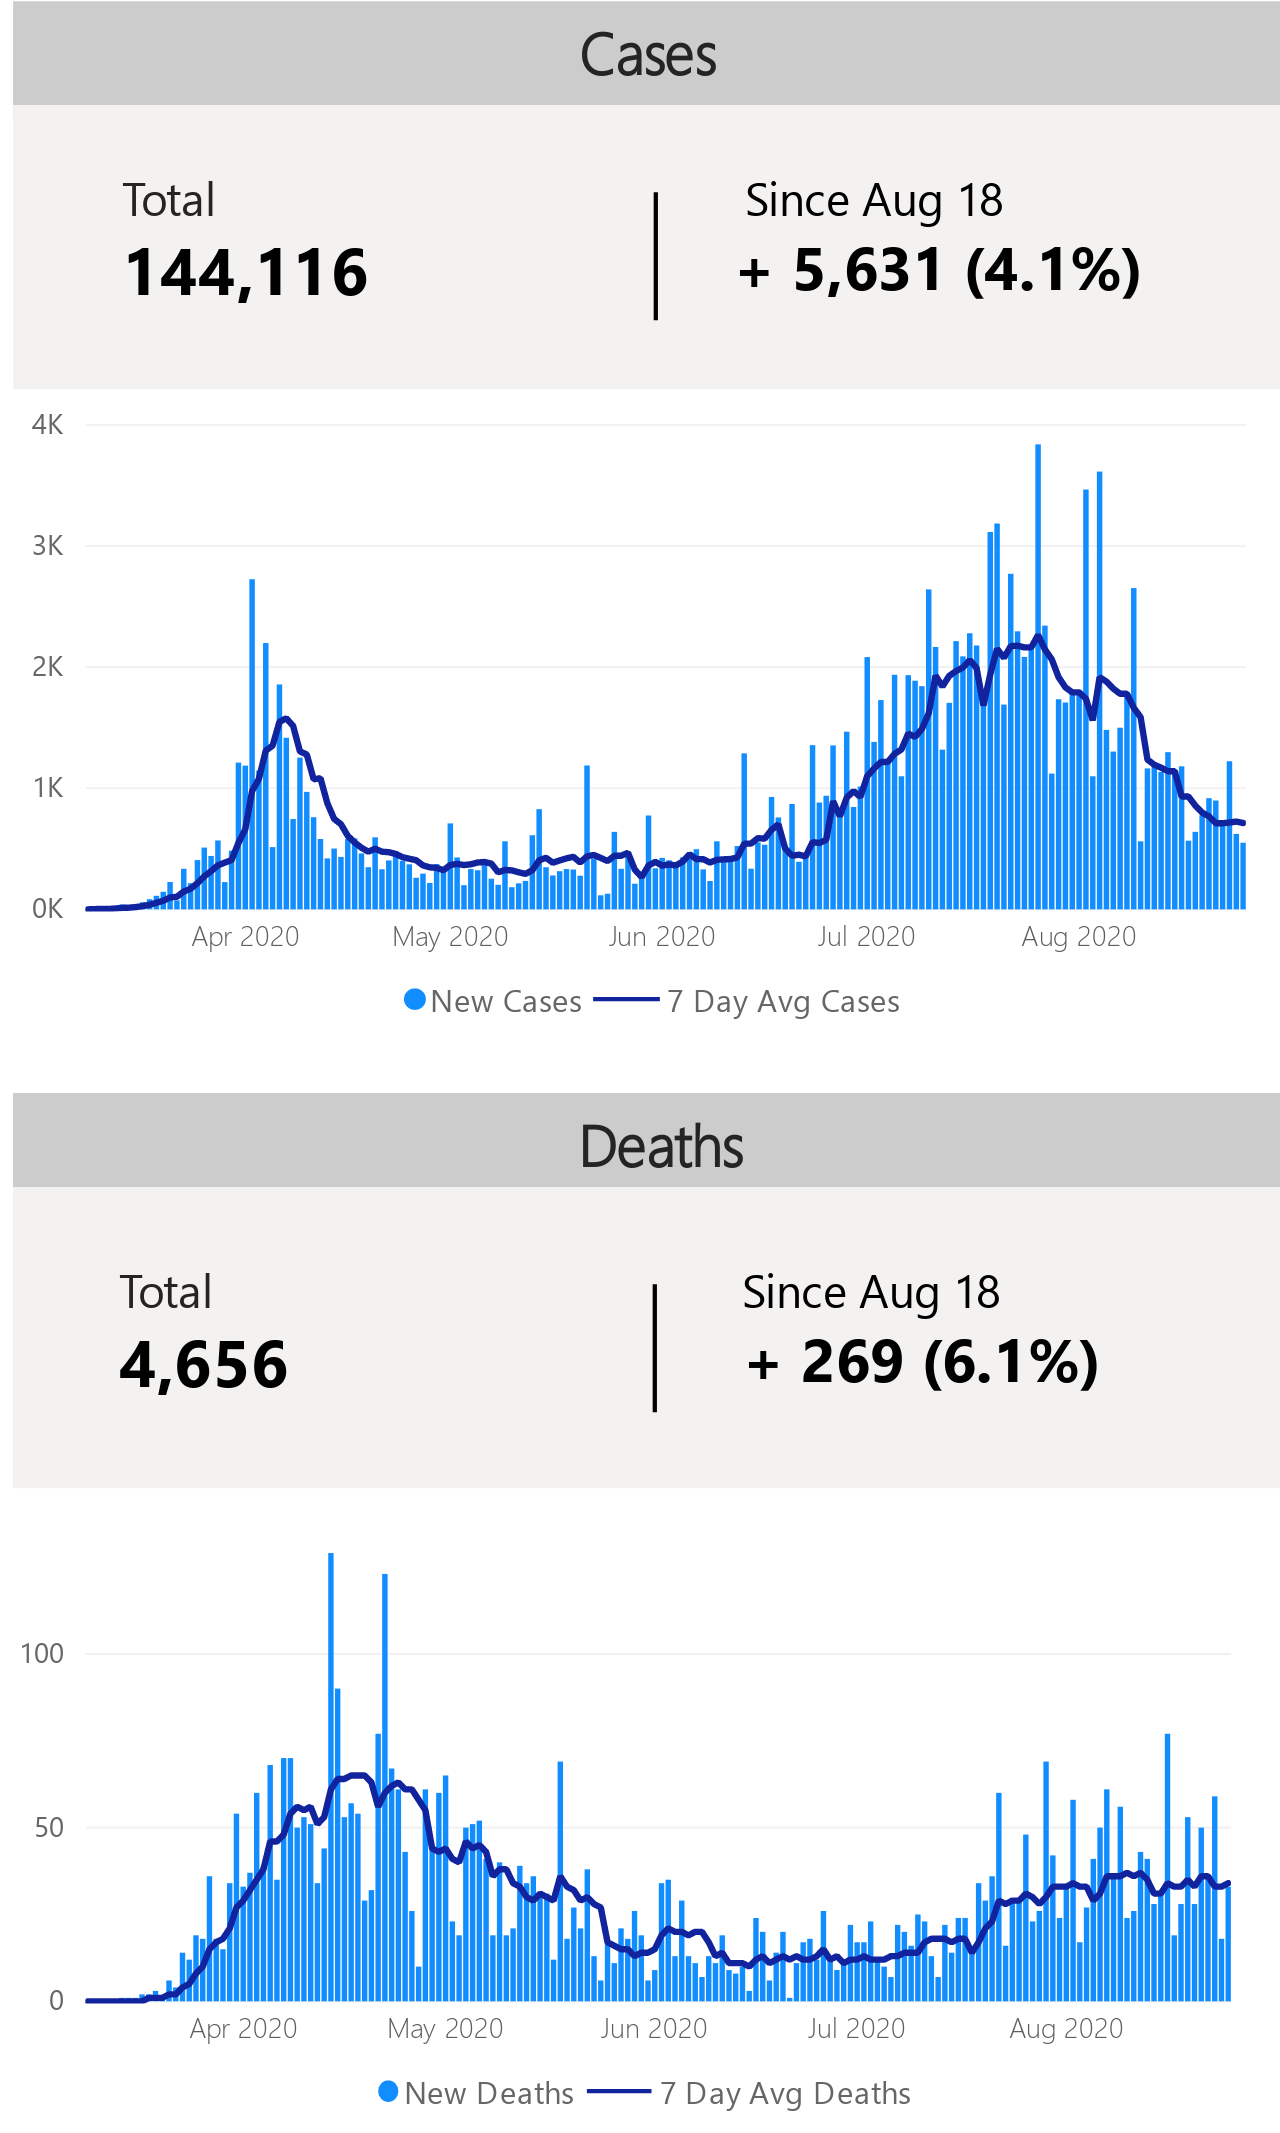 Cases
Total
Since Aug 18
144,116
+ 5,631 (4.1%)
4K
3K
2K
1K
0K
Apr 2020
May 2020
Jun 2020
Jul 2020
Aug 2020
New Cases
7 Day Avg Cases
Deaths
Total
Since Aug 18
4,656
+ 269 (6.1%)
100
50
0
Apr 2020
May 2020
Jun 2020
Jul 2020
Aug 2020
New Deaths
7 Day Avg Deaths